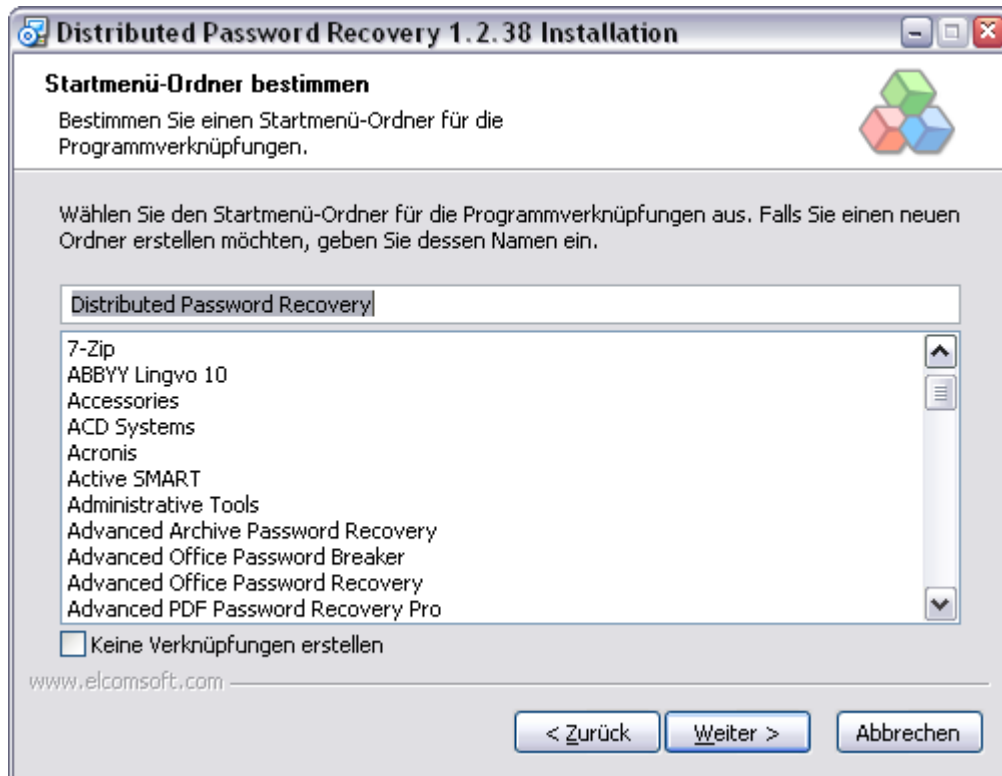 Distributed Password Recovery 1.2.38 Installation
Startmenü-Ordner bestimmen
Bestimmen Sie einen Startmenü-Ordner für die
Programmverknüpfungen.
Wählen Sie den Startmenü-Ordner für die Programmverknüpfungen aus. Falls Sie einen neuen
Ordner erstellen möchten, geben Sie dessen Namen ein.
Distributed Password Recovery
7-Zip
ABBYY Lingvo 10
Accessories
ACD Systems
Acronis
Active SMART
Administrative Tools
Advanced Archive Password Recovery
Advanced Office Password Breaker
Advanced Office Password Recovery
Advanced PDF Password Recovery Pro
Keine Verknüpfungen erstellen
www.elcomsoft.com
< Zurück
Weiter >
Abbrechen